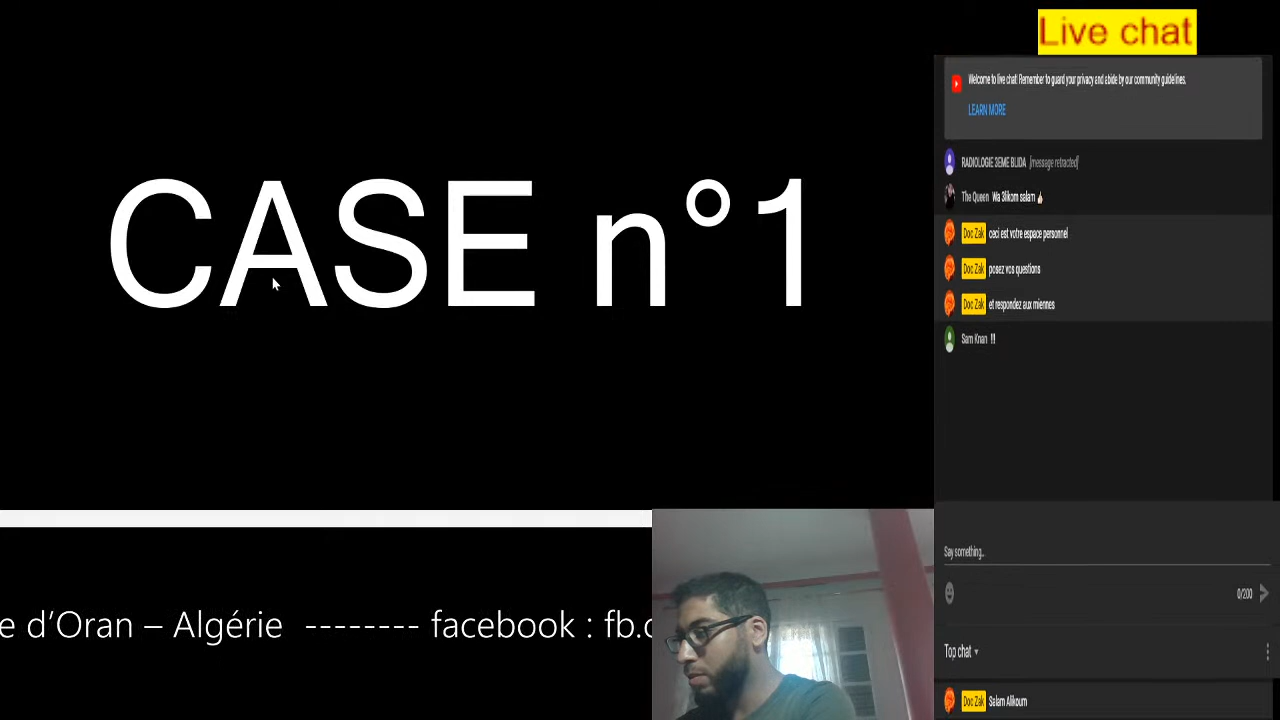 Live chat
Welcome to live chat! Remember to guard your privacy and abide by our community guidelines.
LEARN MORE
RADIOLOGIE 3EME BLIDA [message retracted]
The Queen Wa 3likom salam
Doc Zak ceci est votre espace personnel
Doc Zak posez vos questions
Doc Zak et respondez aux miennes
Sam Knan !!!
CASE n°1
Say something...
0/200
e d'Oran – Algérie -------- facebook : fb.c
Top chat
Doc Zak Salam Alikoum